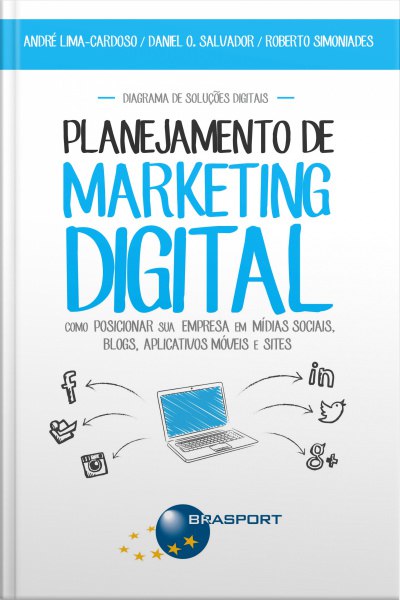 ANDRÉ LIMA-CARDOSO / DANIEL O. SALVADOR / ROBERTO SIMONIADES
DIAGRAMA DE SOLUÇÕES DIGITAIS
PLANEJAMENTO DE
MARKETING
DIGITAL
COMO POSICIONAR SUA EMPRESA EM MÍDIAS SOCIAIS,
BLOGS, APLICATIVOS MÓVEIS E SITES
f
in
g+
BRASPORT